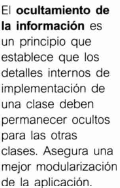 El ocultamiento de
la información es
un principio que
establece que los
detalles internos de
implementación de
una clase deben
permanecer ocultos
para las otras
clases. Asegura una
mejor modularización
de la aplicación.